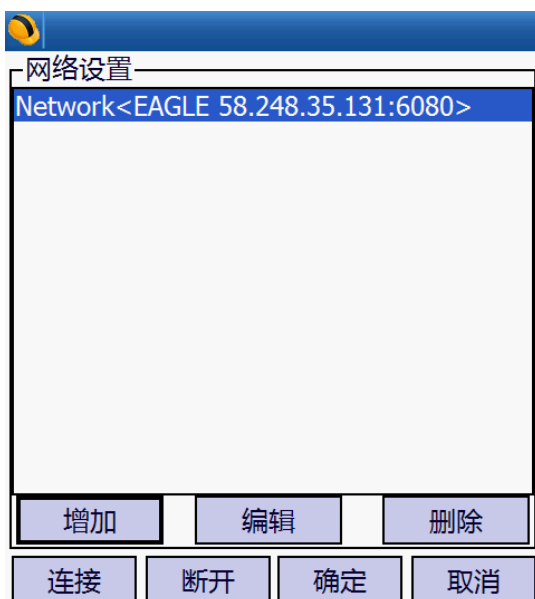 网络设置
Network<EAGLE 58.248.35.131:6080>
增加 编辑 删除
连接 断开 确定 取消